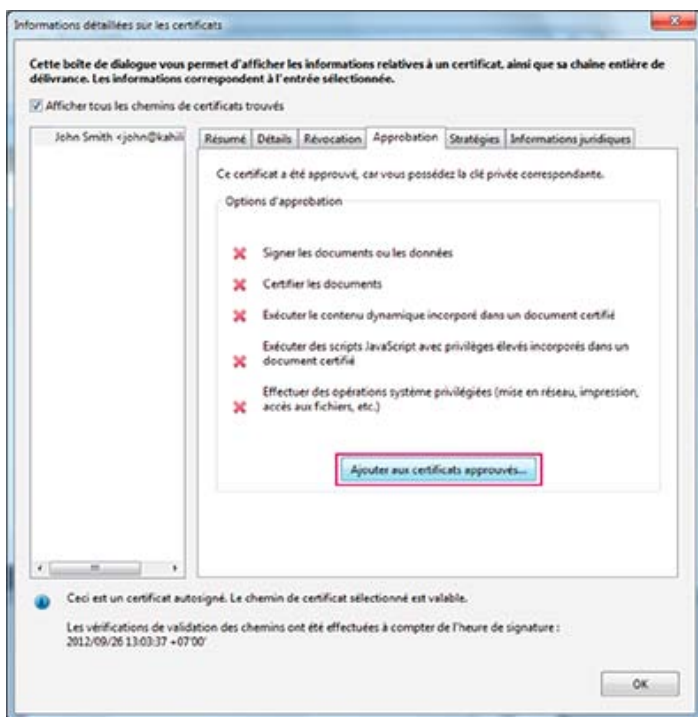 Informations détaillées sur les certificats
Cette boîte de dialogue vous permet d'afficher les informations relatives à un certificat, ainsi que sa chaîne entière de
délivrance. Les informations correspondent à l'entrée sélectionnée.
Afficher tous les chemins de certificats trouvés
John Smith <john@kahili
Résumé Détails Révocation Approbation Stratégies Informations juridiques
Ce certificat a été approuvé, car vous possédez la clé privée correspondante.
Options d'approbation
Signer les documents ou les données
Certifier les documents
Exécuter le contenu dynamique incorporé dans un document certifié
Exécuter des scripts JavaScript avec privilèges élevés incorporés dans un
document certifié
Effectuer des opérations système privilégiées (mise en réseau, impression,
accès aux fichiers, etc.)
Ajouter aux certificats approuvés...
Ceci est un certificat autosigné. Le chemin de certificat sélectionné est valable.
Les vérifications de validation des chemins ont été effectuées à compter de l'heure de signature :
2012/09/26 13:03:37 +07'00'
OK